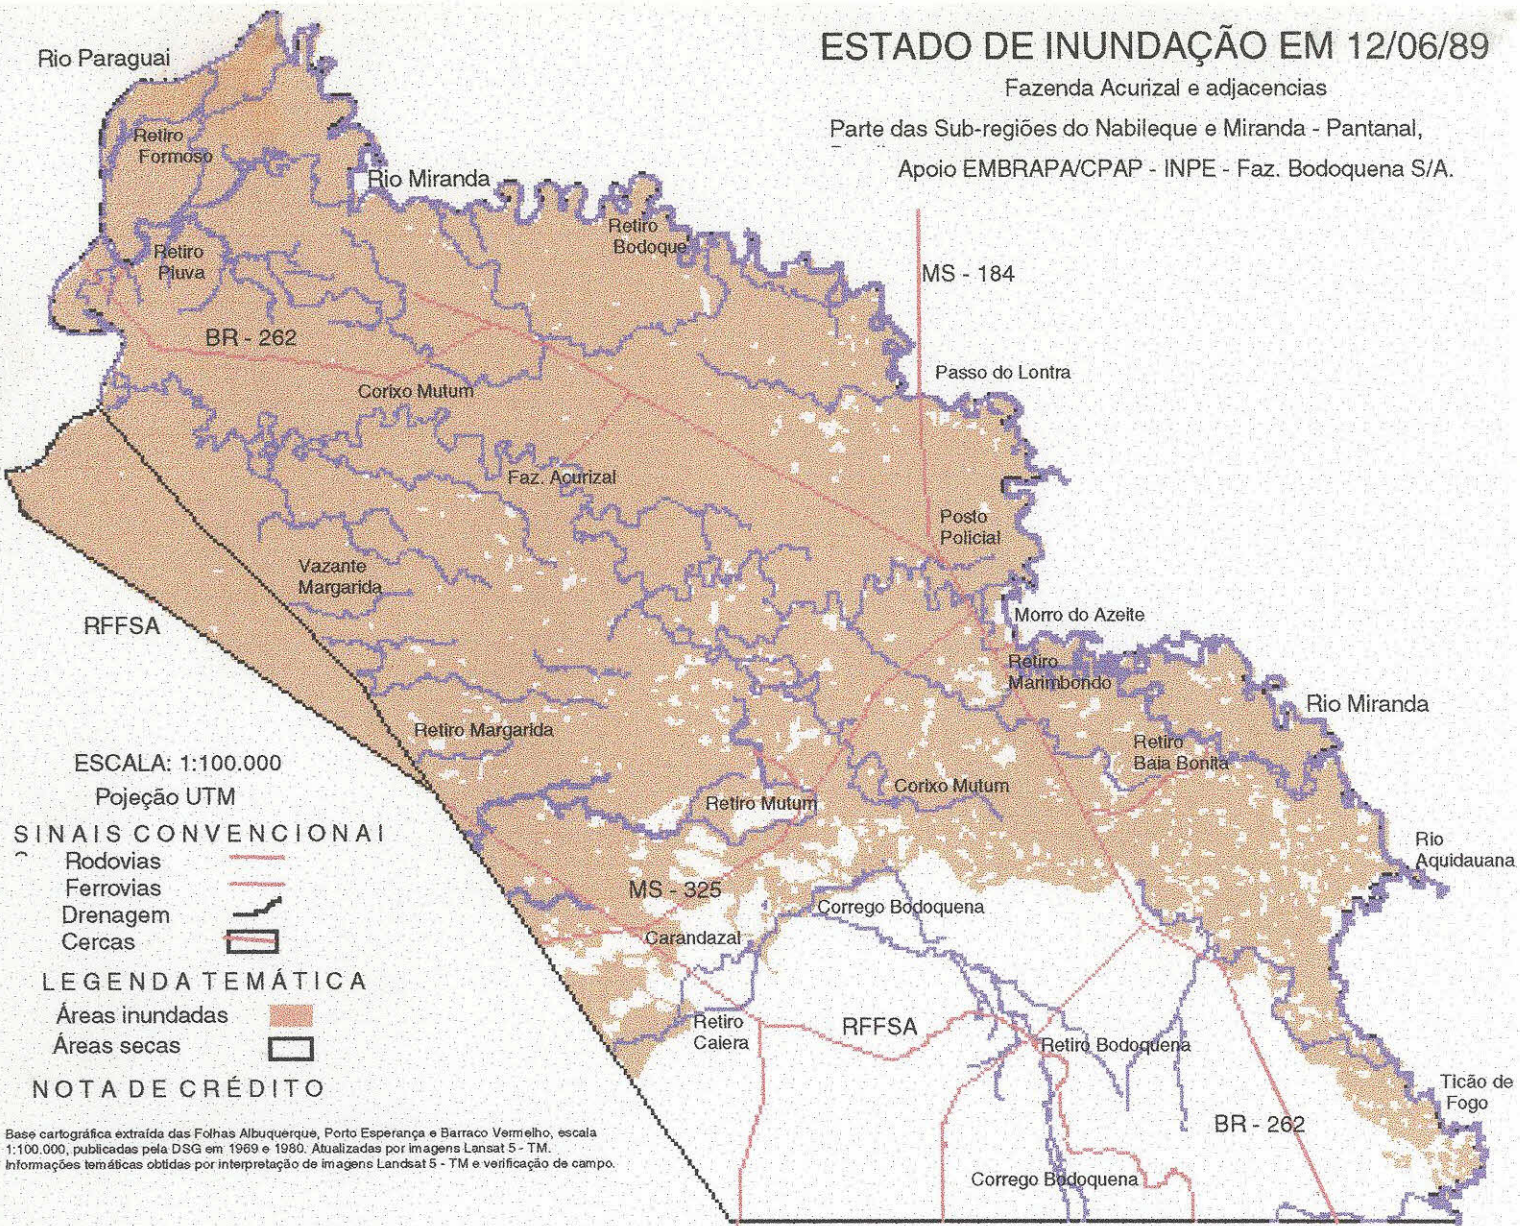 ESTADO DE INUNDAÇÃO EM 12/06/89
Fazenda Acurizal e adjacencias
Parte das Sub-regiões do Nabileque e Miranda - Pantanal,
Apoio EMBRAPA/CPAP - INPE - Faz. Bodoquena S/A.
Rio Paraguai
Retiro
Formoso
Rio Miranda
Retiro
Bodoque
Retiro
Piuva
MS - 184
BR - 262
Passo do Lontra
Corixo Mutum
Faz. Acurizal
Posto
Policial
Vazante
Margarida
RFFSA
Morro do Azeite
Retiro
Marimbondo
Rio Miranda
Retiro Margarida
Retiro
Baia Bonita
Corixo Mutum
Retiro Mutum
Rio
Aquidauana
MS - 325
Corrego Bodoquena
Carandazal
Retiro
Caiera
RFFSA
Retiro Bodoquena
Ticão de
Fogo
BR - 262
Corrego Bodoquena
ESCALA: 1:100.000
Pojeção UTM
SINAIS CONVENCIONAI
Rodovias
Ferrovias
Drenagem
Cercas
LEGENDA TEMÁTICA
Áreas inundadas
Áreas secas
NOTA DE CRÉDITO
Base cartográfica extraída das Folhas Albuquerque, Porto Esperança e Barraco Vermelho, escala
1:100.000, publicadas pela DSG em 1969 e 1980. Atualizadas por imagens Lansat 5 - TM.
Informações temáticas obtidas por interpretação de imagens Landsat 5 - TM e verificação de campo.